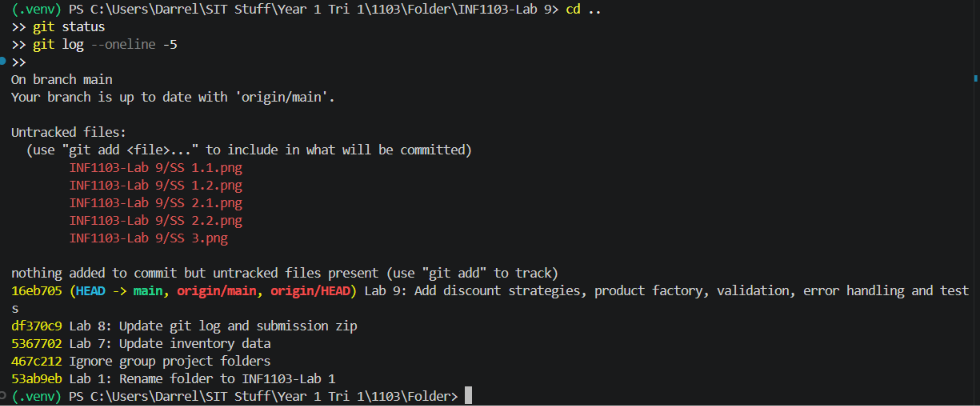 (.venv) PS C:\Users\Darrel\SIT Stuff\Year 1 Tri 1\1103\Folder\INF1103-Lab 9> cd ..
>> git status
>> git log --oneline -5
>>
On branch main
Your branch is up to date with 'origin/main'.
Untracked files:
(use "git add <file>..." to include in what will be committed)
INF1103-Lab 9/SS 1.1.png
INF1103-Lab 9/SS 1.2.png
INF1103-Lab 9/SS 2.1.png
INF1103-Lab 9/SS 2.2.png
INF1103-Lab 9/SS 3.png
nothing added to commit but untracked files present (use "git add" to track)
16eb705 (HEAD -> main, origin/main, origin/HEAD) Lab 9: Add discount strategies, product factory, validation, error handling and test
s
df370c9 Lab 8: Update git log and submission zip
5367702 Lab 7: Update inventory data
467c212 Ignore group project folders
53ab9eb Lab 1: Rename folder to INF1103-Lab 1
(.venv) PS C:\Users\Darrel\SIT Stuff\Year 1 Tri 1\1103\Folder>